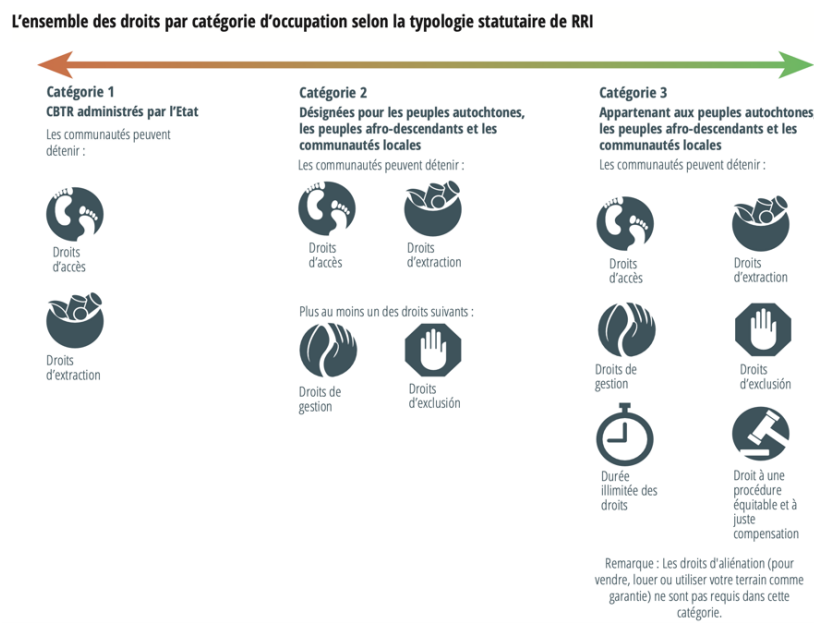 L'ensemble des droits par catégorie d'occupation selon la typologie statutaire de RRI
Catégorie 1
CBTR administrés par l'Etat
Les communautés peuvent
détenir :
Droits
d'accès
Droits
d'extraction
Catégorie 2
Désignées pour les peuples autochtones,
les peuples afro-descendants et les
communautés locales
Les communautés peuvent détenir :
Droits
d'accès
Droits
d'extraction
Plus au moins un des droits suivants :
Droits de
gestion
Droits
d'exclusión
Catégorie 3
Appartenant aux peuples autochtones
les peuples afro-descendants et les
communautés locales
Les communautés peuvent détenir :
Droits
d'accès
Droits
d'extraction
Droits de
gestion
Droits
d'exclusión
Durée
illimitée des
droits
Droit à une
procédure
équitable et à
juste
compensation
Remarque : Les droits d'aliénation (pour
vendre, louer ou utiliser votre terrain comme
garantie) ne sont pas requis dans cette
catégorie.